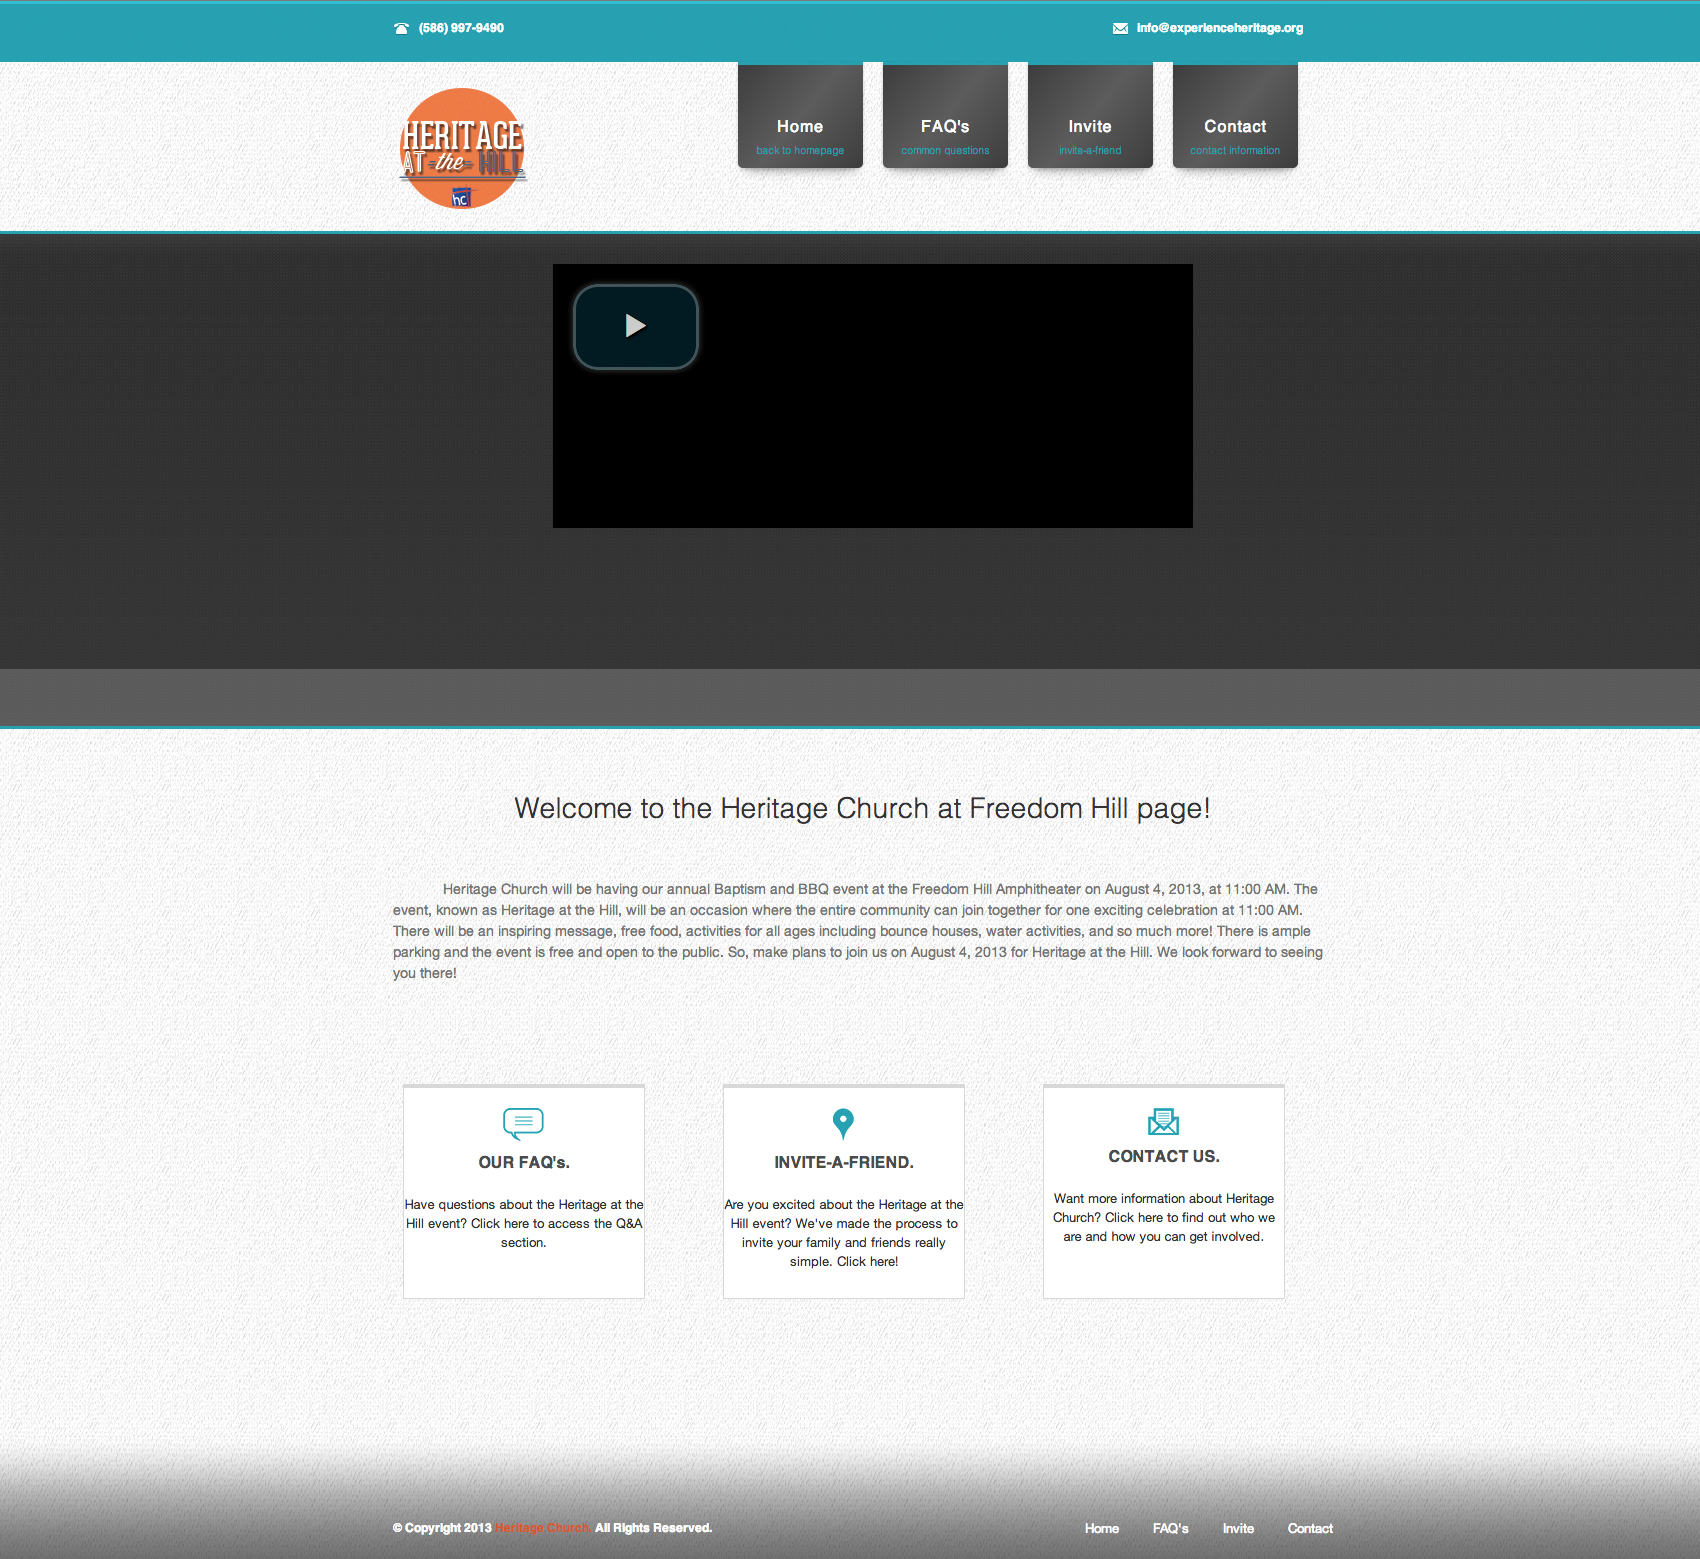 (586) 997-9490
info@experienceheritage.org
HERITAGE
AT the HILL
hc
Home
back to homepage
FAQ's
common questions
Invite
invite-a-friend
Contact
contact information
Welcome to the Heritage Church at Freedom Hill page!
Heritage Church will be having our annual Baptism and BBQ event at the Freedom Hill Amphitheater on August 4, 2013, at 11:00 AM. The
event, known as Heritage at the Hill, will be an occasion where the entire community can join together for one exciting celebration at 11:00 AM.
There will be an inspiring message, free food, activities for all ages including bounce houses, water activities, and so much more! There is ample
parking and the event is free and open to the public. So, make plans to join us on August 4, 2013 for Heritage at the Hill. We look forward to seeing
you there!
OUR FAQ's.
Have questions about the Heritage at the
Hill event? Click here to access the Q&A
section.
INVITE-A-FRIEND.
Are you excited about the Heritage at the
Hill event? We've made the process to
invite your family and friends really
simple. Click here!
CONTACT US.
Want more information about Heritage
Church? Click here to find out who we
are and how you can get involved.
© Copyright 2013 Heritage Church. All Rights Reserved.
Home
FAQ's
Invite
Contact